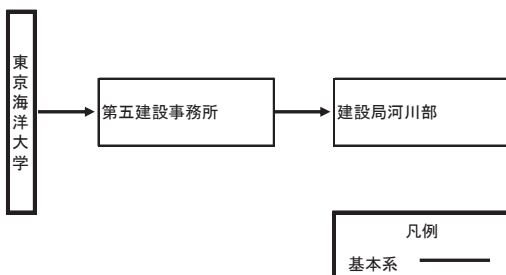 東京海洋大学
第五建設事務所
建設局河川部
凡例
基本系